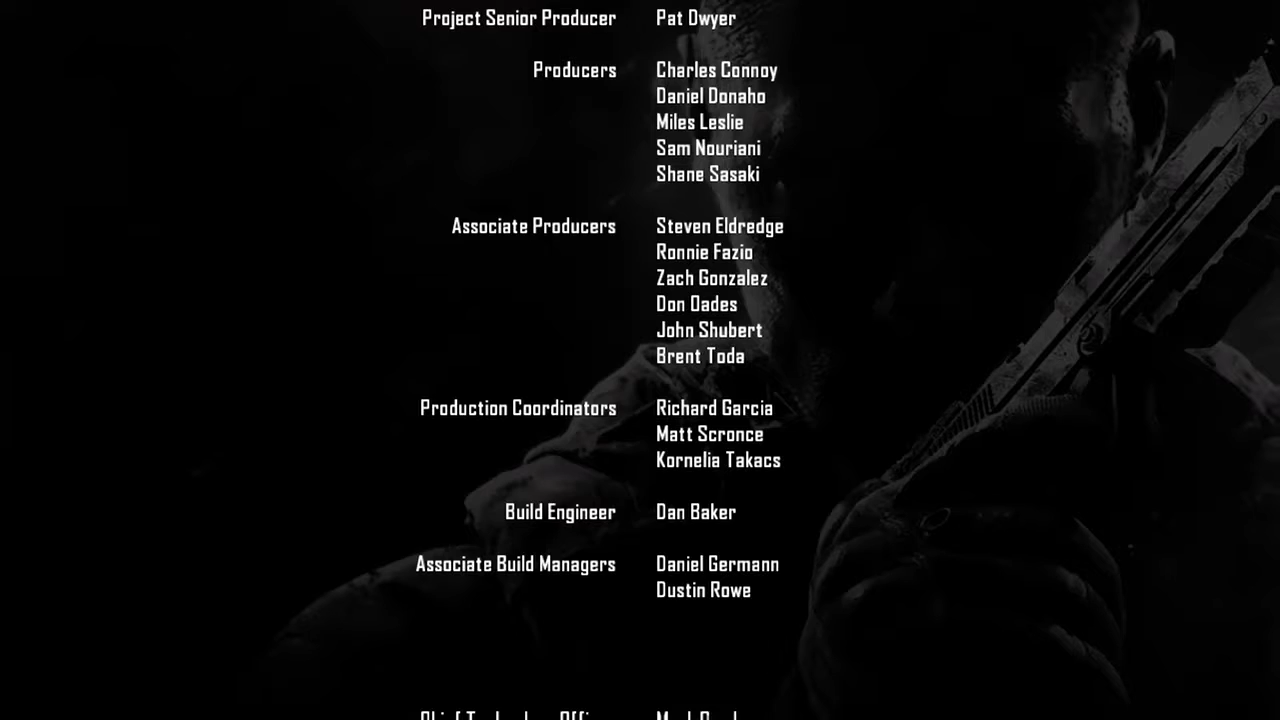 Project Senior Producer Pat Dwyer
Producers Charles Connoy
Daniel Donaho
Miles Leslie
Sam Nouriani
Shane Sasaki
Associate Producers Steven Eldredge
Ronnie Fazio
Zach Gonzalez
Don Oades
John Shubert
Brent Toda
Production Coordinators Richard Garcia
Matt Scronce
Kornelia Takacs
Build Engineer Dan Baker
Associate Build Managers Daniel Germann
Dustin Rowe